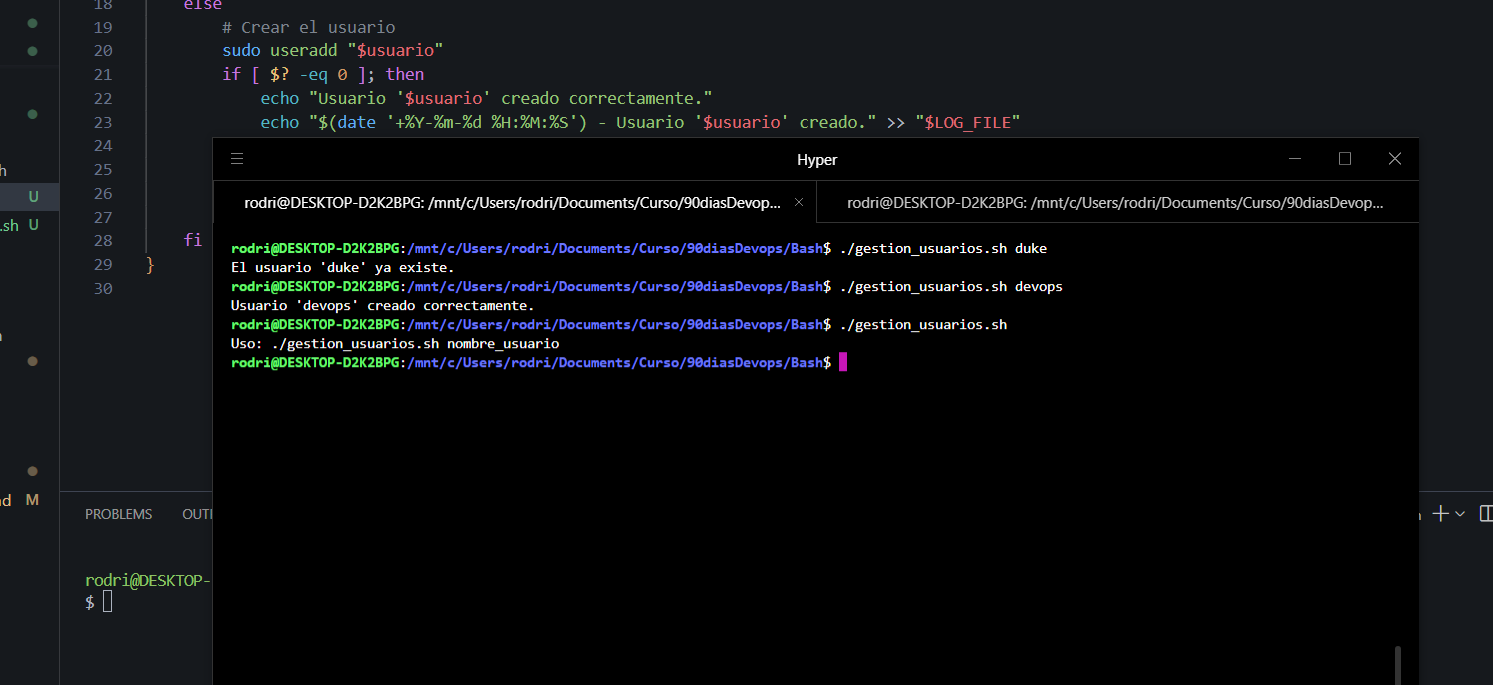 18 else
19 # Crear el usuario
20 sudo useradd "$usuario"
21 if [ $? -eq 0 ]; then
22 echo "Usuario '$usuario' creado correctamente."
23 echo "$(date '+%Y-%m-%d %H:%M:%S') - Usuario '$usuario' creado." >> "$LOG_FILE"
24
25
26
27
28 fi
29 }
30
h
U
.sh U
M
Hyper
rodri@DESKTOP-D2K2BPG: /mnt/c/Users/rodri/Documents/Curso/90diasDevop... rodri@DESKTOP-D2K2BPG: /mnt/c/Users/rodri/Documents/Curso/90diasDevop...
rodri@DESKTOP-D2K2BPG:/mnt/c/Users/rodri/Documents/Curso/90diasDevops/Bash$ ./gestion_usuarios.sh duke
El usuario 'duke' ya existe.
rodri@DESKTOP-D2K2BPG:/mnt/c/Users/rodri/Documents/Curso/90diasDevops/Bash$ ./gestion_usuarios.sh devops
Usuario 'devops' creado correctamente.
rodri@DESKTOP-D2K2BPG:/mnt/c/Users/rodri/Documents/Curso/90diasDevops/Bash$ ./gestion_usuarios.sh
Uso: ./gestion_usuarios.sh nombre_usuario
rodri@DESKTOP-D2K2BPG:/mnt/c/Users/rodri/Documents/Curso/90diasDevops/Bash$
PROBLEMS OUT
rodri@DESKTOP-
$